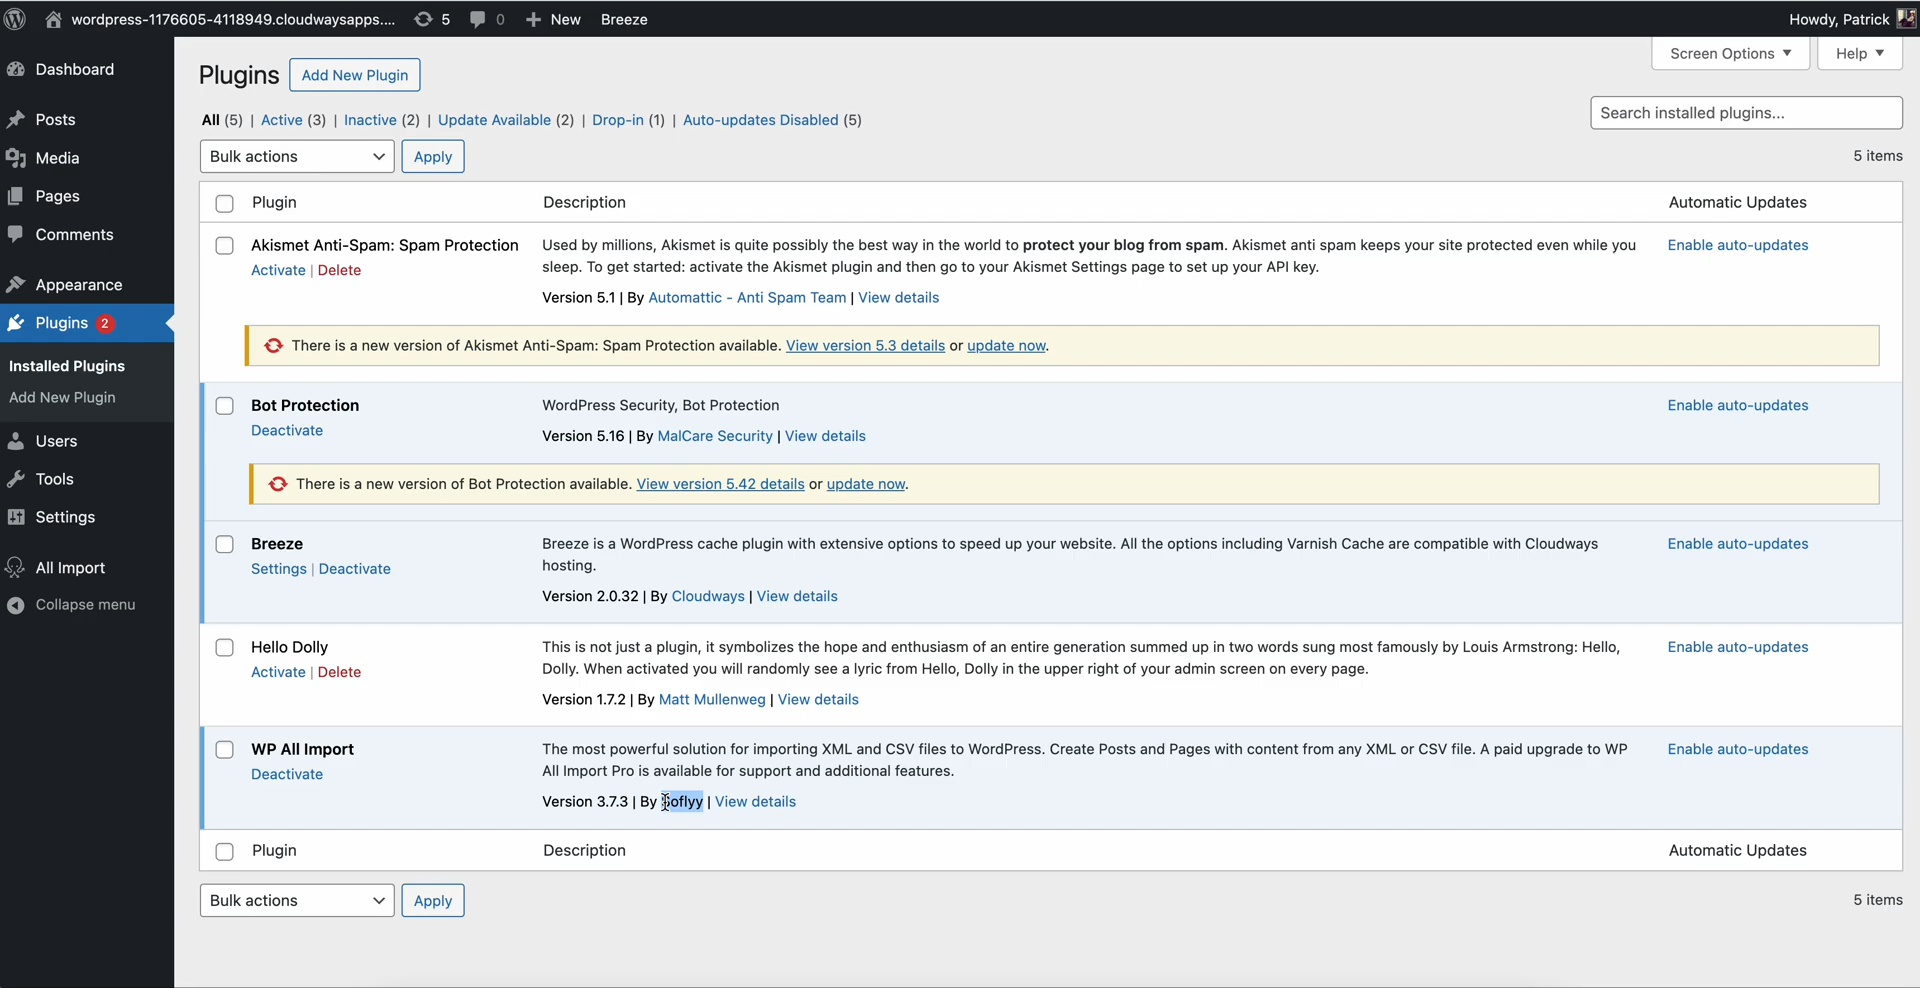 wordpress-1176605-4118949.cloudwaysapps....
5
0
New
Breeze
Howdy, Patrick
Dashboard
Posts
Media
Pages
Comments
Appearance
Plugins 2
Installed Plugins
Add New Plugin
Users
Tools
Settings
All Import
Collapse menu
Screen Options
Help
Plugins
Add New Plugin
All (5) | Active (3) | Inactive (2) | Update Available (2) | Drop-in (1) | Auto-updates Disabled (5)
Search installed plugins...
Bulk actions
Apply
5 items
Plugin
Description
Automatic Updates
Akismet Anti-Spam: Spam Protection
Activate | Delete
Used by millions, Akismet is quite possibly the best way in the world to protect your blog from spam. Akismet anti spam keeps your site protected even while you
sleep. To get started: activate the Akismet plugin and then go to your Akismet Settings page to set up your API key.
Version 5.1 | By Automattic - Anti Spam Team | View details
Enable auto-updates
There is a new version of Akismet Anti-Spam: Spam Protection available. View version 5.3 details or update now.
Bot Protection
Deactivate
WordPress Security, Bot Protection
Version 5.16 | By MalCare Security | View details
Enable auto-updates
There is a new version of Bot Protection available. View version 5.42 details or update now.
Breeze
Settings | Deactivate
Breeze is a WordPress cache plugin with extensive options to speed up your website. All the options including Varnish Cache are compatible with Cloudways
hosting.
Version 2.0.32 | By Cloudways | View details
Enable auto-updates
Hello Dolly
Activate | Delete
This is not just a plugin, it symbolizes the hope and enthusiasm of an entire generation summed up in two words sung most famously by Louis Armstrong: Hello,
Dolly. When activated you will randomly see a lyric from Hello, Dolly in the upper right of your admin screen on every page.
Version 1.7.2 | By Matt Mullenweg | View details
Enable auto-updates
WP All Import
Deactivate
The most powerful solution for importing XML and CSV files to WordPress. Create Posts and Pages with content from any XML or CSV file. A paid upgrade to WP
All Import Pro is available for support and additional features.
Version 3.7.3 | By Soflyy | View details
Enable auto-updates
Plugin
Description
Automatic Updates
Bulk actions
Apply
5 items